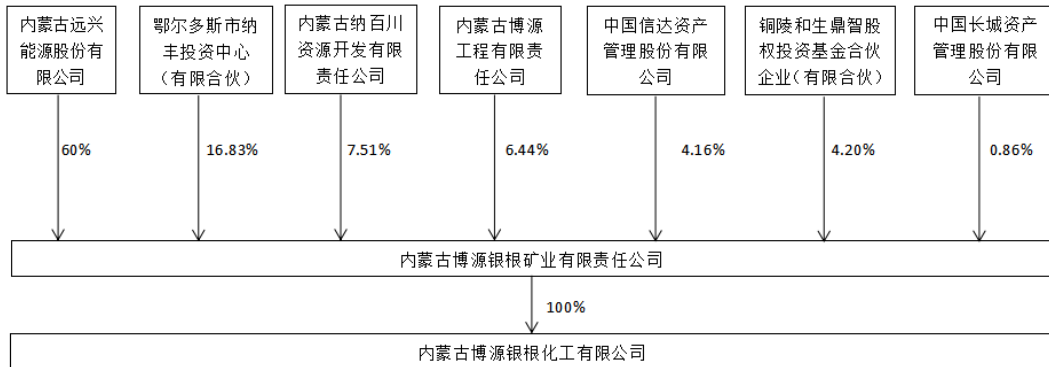 内蒙古远兴
能源股份有
限公司
鄂尔多斯市纳
丰投资中心
（有限合伙）
内蒙古纳百川
资源开发有限
责任公司
内蒙古博源
工程有限责
任公司
中国信达资产
管理股份有限
公司
铜陵和生鼎智股
权投资基金合伙
企业(有限合伙)
中国长城资产
管理股份有限
公司
60%
16.83%
7.51%
6.44%
4.16%
4.20%
0.86%
内蒙古博源银根矿业有限责任公司
100%
内蒙古博源银根化工有限公司